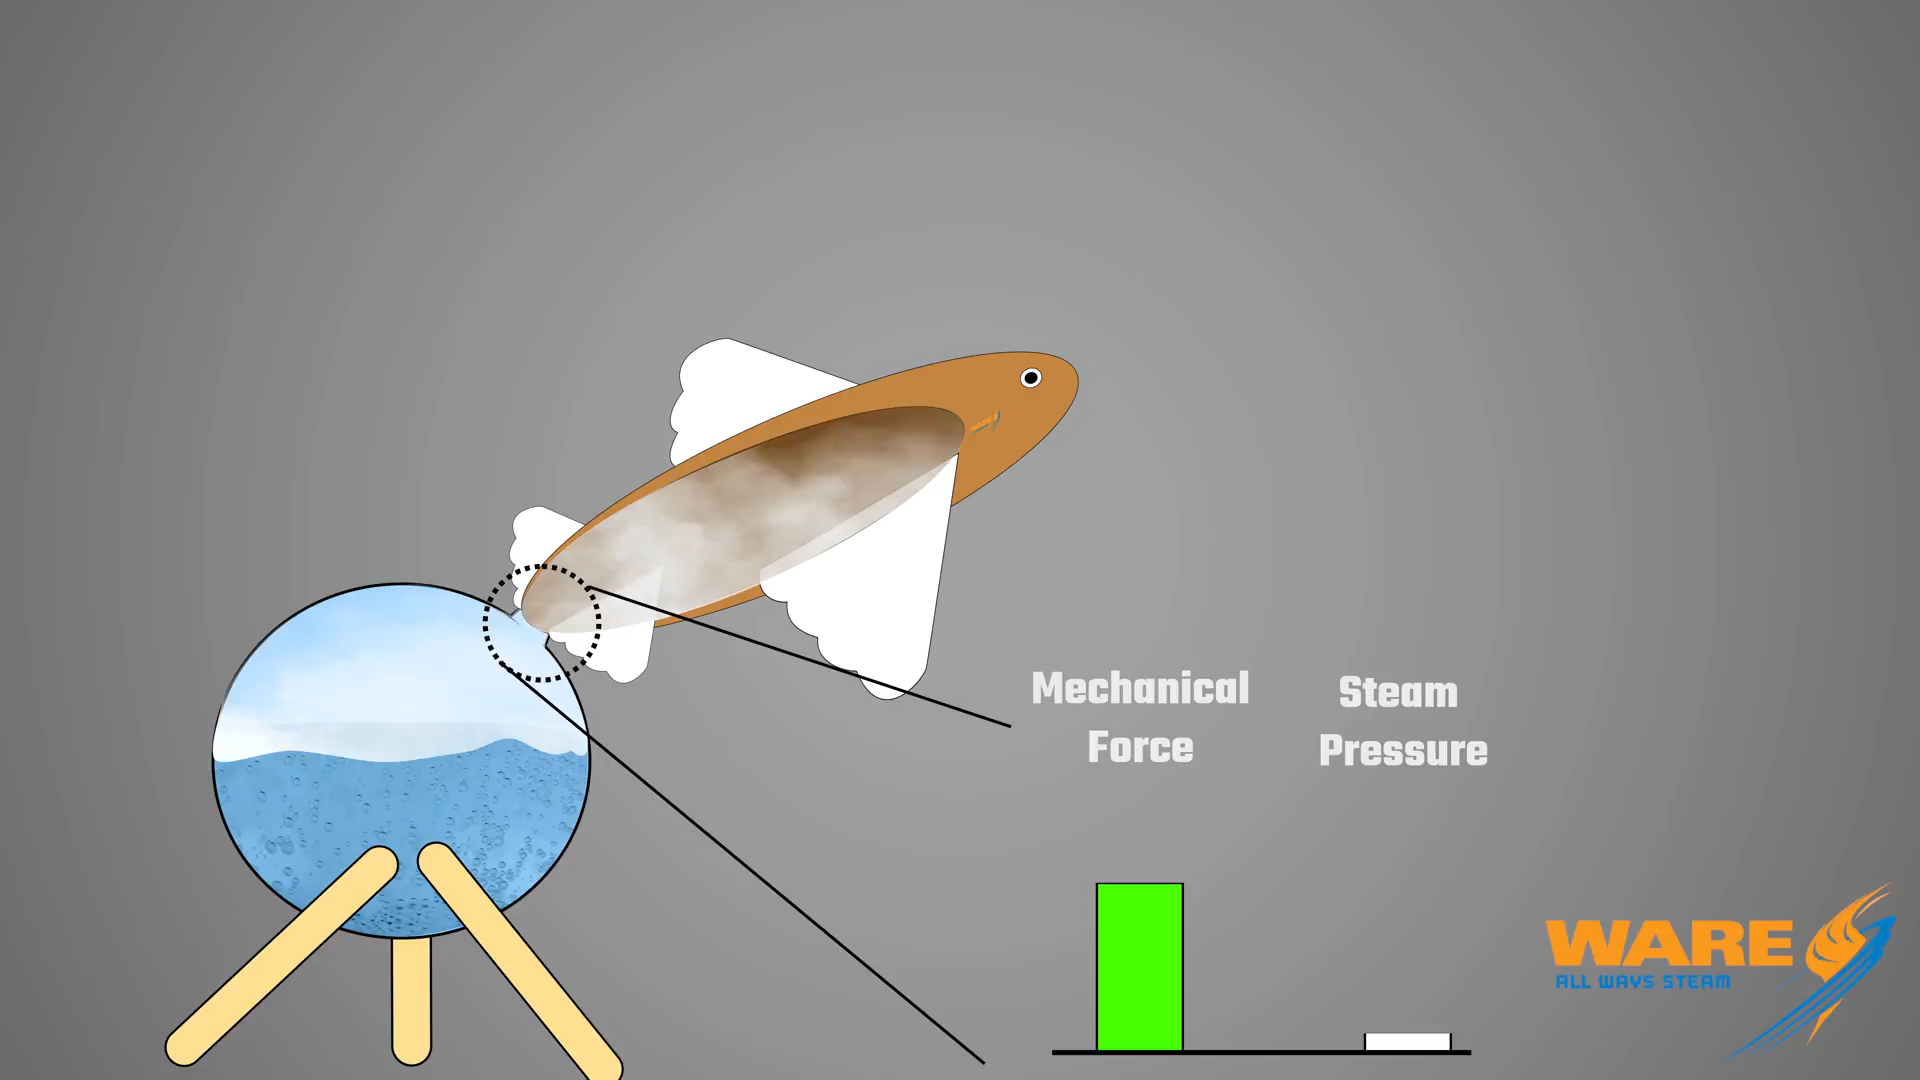 Mechanical
Force
Steam
Pressure
WARE
ALL WAYS STEAM